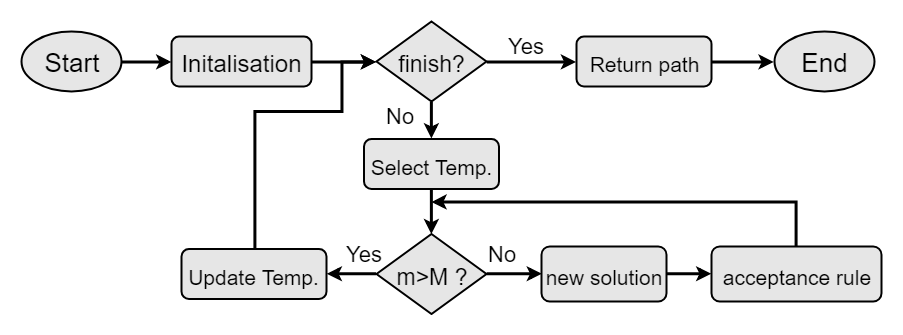 Start
Initalisation
finish?
Yes
Return path
End
No
Select Temp.
Update Temp.
Yes
m>M ?
No
new solution
acceptance rule